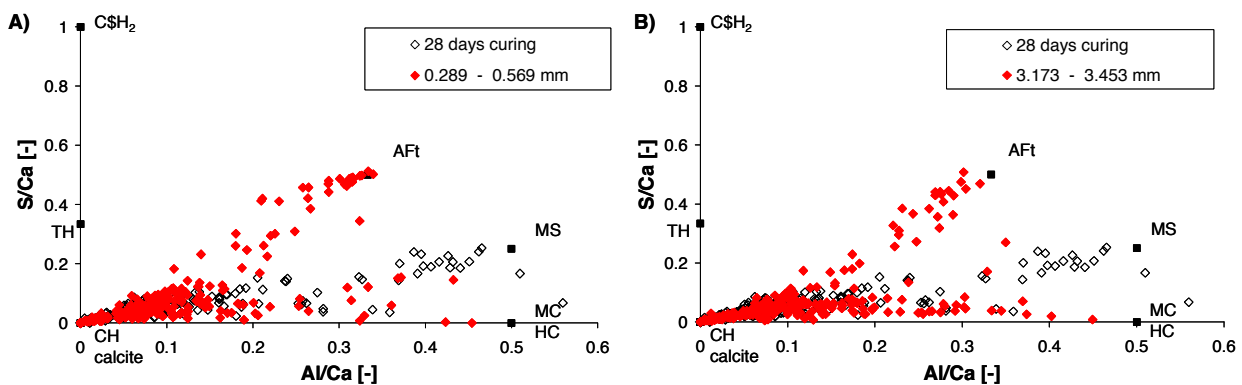 A)
C$H2
28 days curing
0.289 - 0.569 mm
1
0.8
0.6
0.4
0.2
0
S/Ca [-]
TH
AFt
MS
MC
HC
CH
calcite
0 0.1 0.2 0.3 0.4 0.5 0.6
Al/Ca [-]
B)
C$H2
28 days curing
3.173 - 3.453 mm
1
0.8
0.6
0.4
0.2
0
S/Ca [-]
TH
AFt
MS
MC
HC
CH
calcite
0 0.1 0.2 0.3 0.4 0.5 0.6
Al/Ca [-]